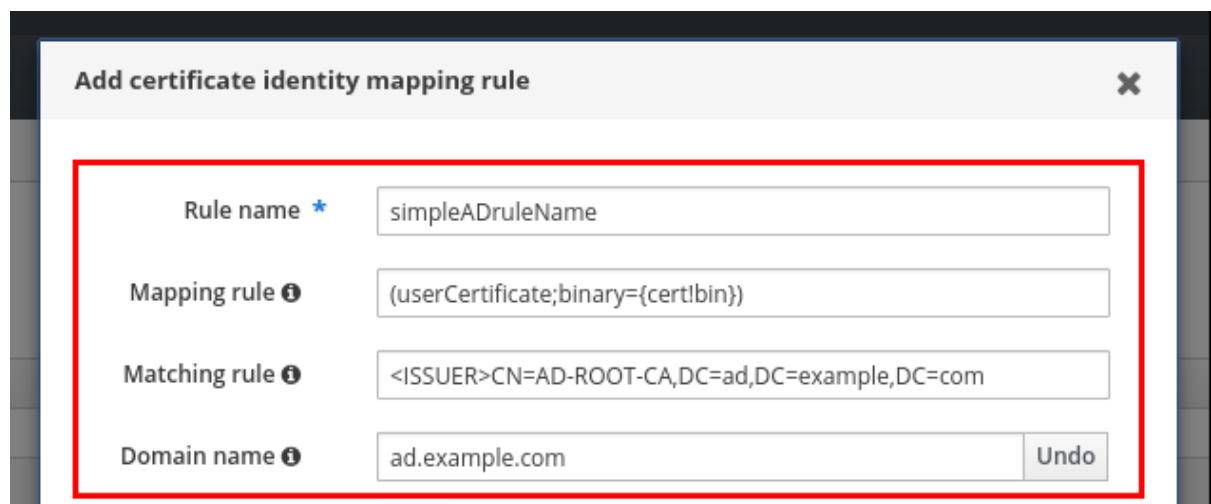 Add certificate identity mapping rule
Rule name * simpleADruleName
Mapping rule (userCertificate;binary={cert!bin})
Matching rule <ISSUER>CN=AD-ROOT-CA,DC=ad,DC=example,DC=com
Domain name ad.example.com Undo